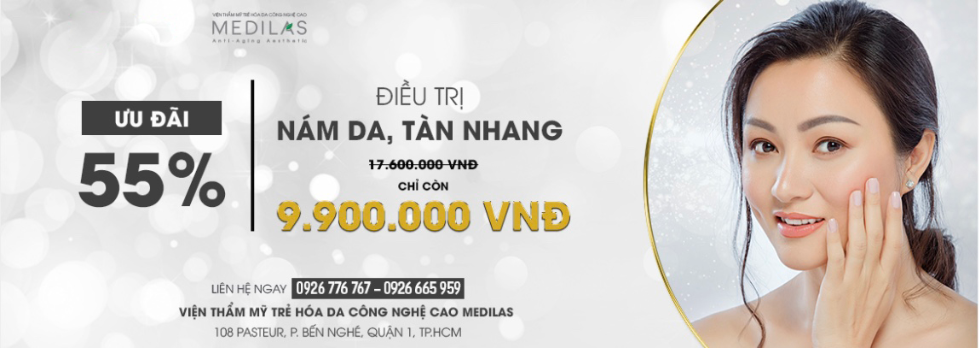 VIỆN THẨM MỸ TRẺ HÓA DA CÔNG NGHỆ CAO
MEDILAS
Anti-Aging Aesthetic
ƯU ĐÃI
55%
ĐIỀU TRỊ
NÁM DA, TÀN NHANG
17.600.000 VNĐ
CHỈ CÒN
9.900.000 VNĐ
LIÊN HỆ NGAY 0926 776 767 – 0926 665 959
VIỆN THẨM MỸ TRẺ HÓA DA CÔNG NGHỆ CAO MEDILAS
108 PASTEUR, P. BẾN NGHÉ, QUẬN 1, TP.HCM